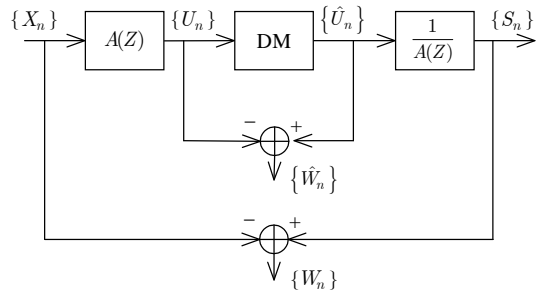 {X_n} {U_n} {Û_n} {S_n}
A(Z) DM 1/A(Z)
− +
{Ŵ_n}
− +
{W_n}